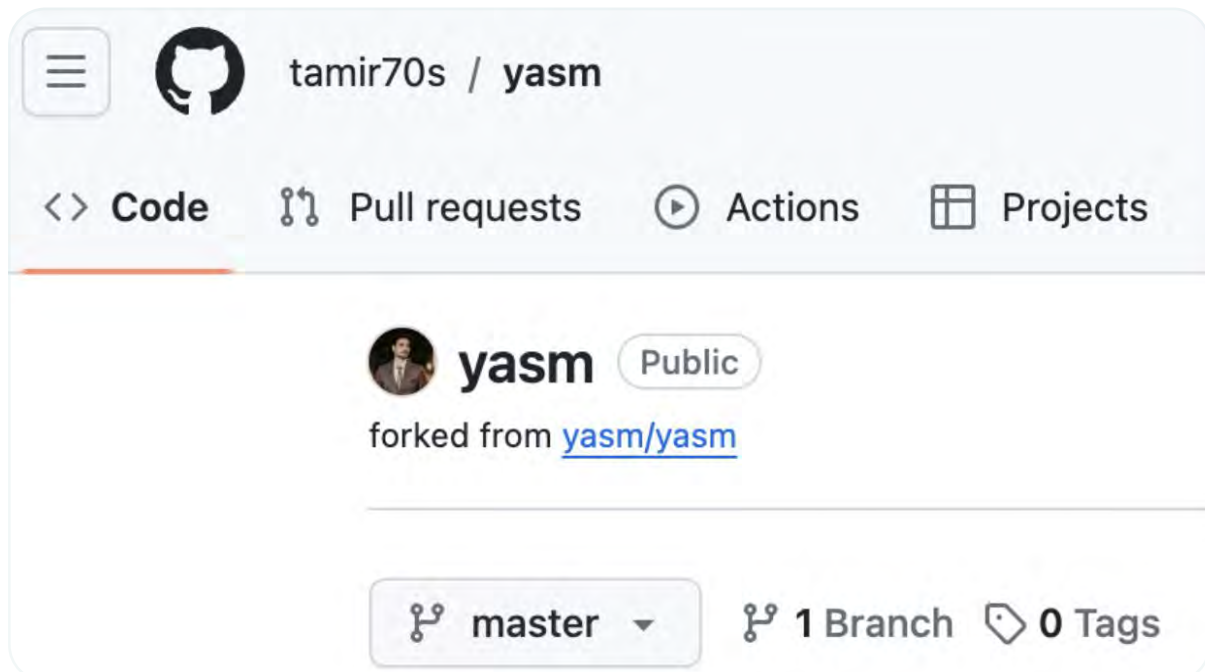 tamir70s / yasm
Code Pull requests Actions Projects
yasm Public
forked from yasm/yasm
master 1 Branch 0 Tags